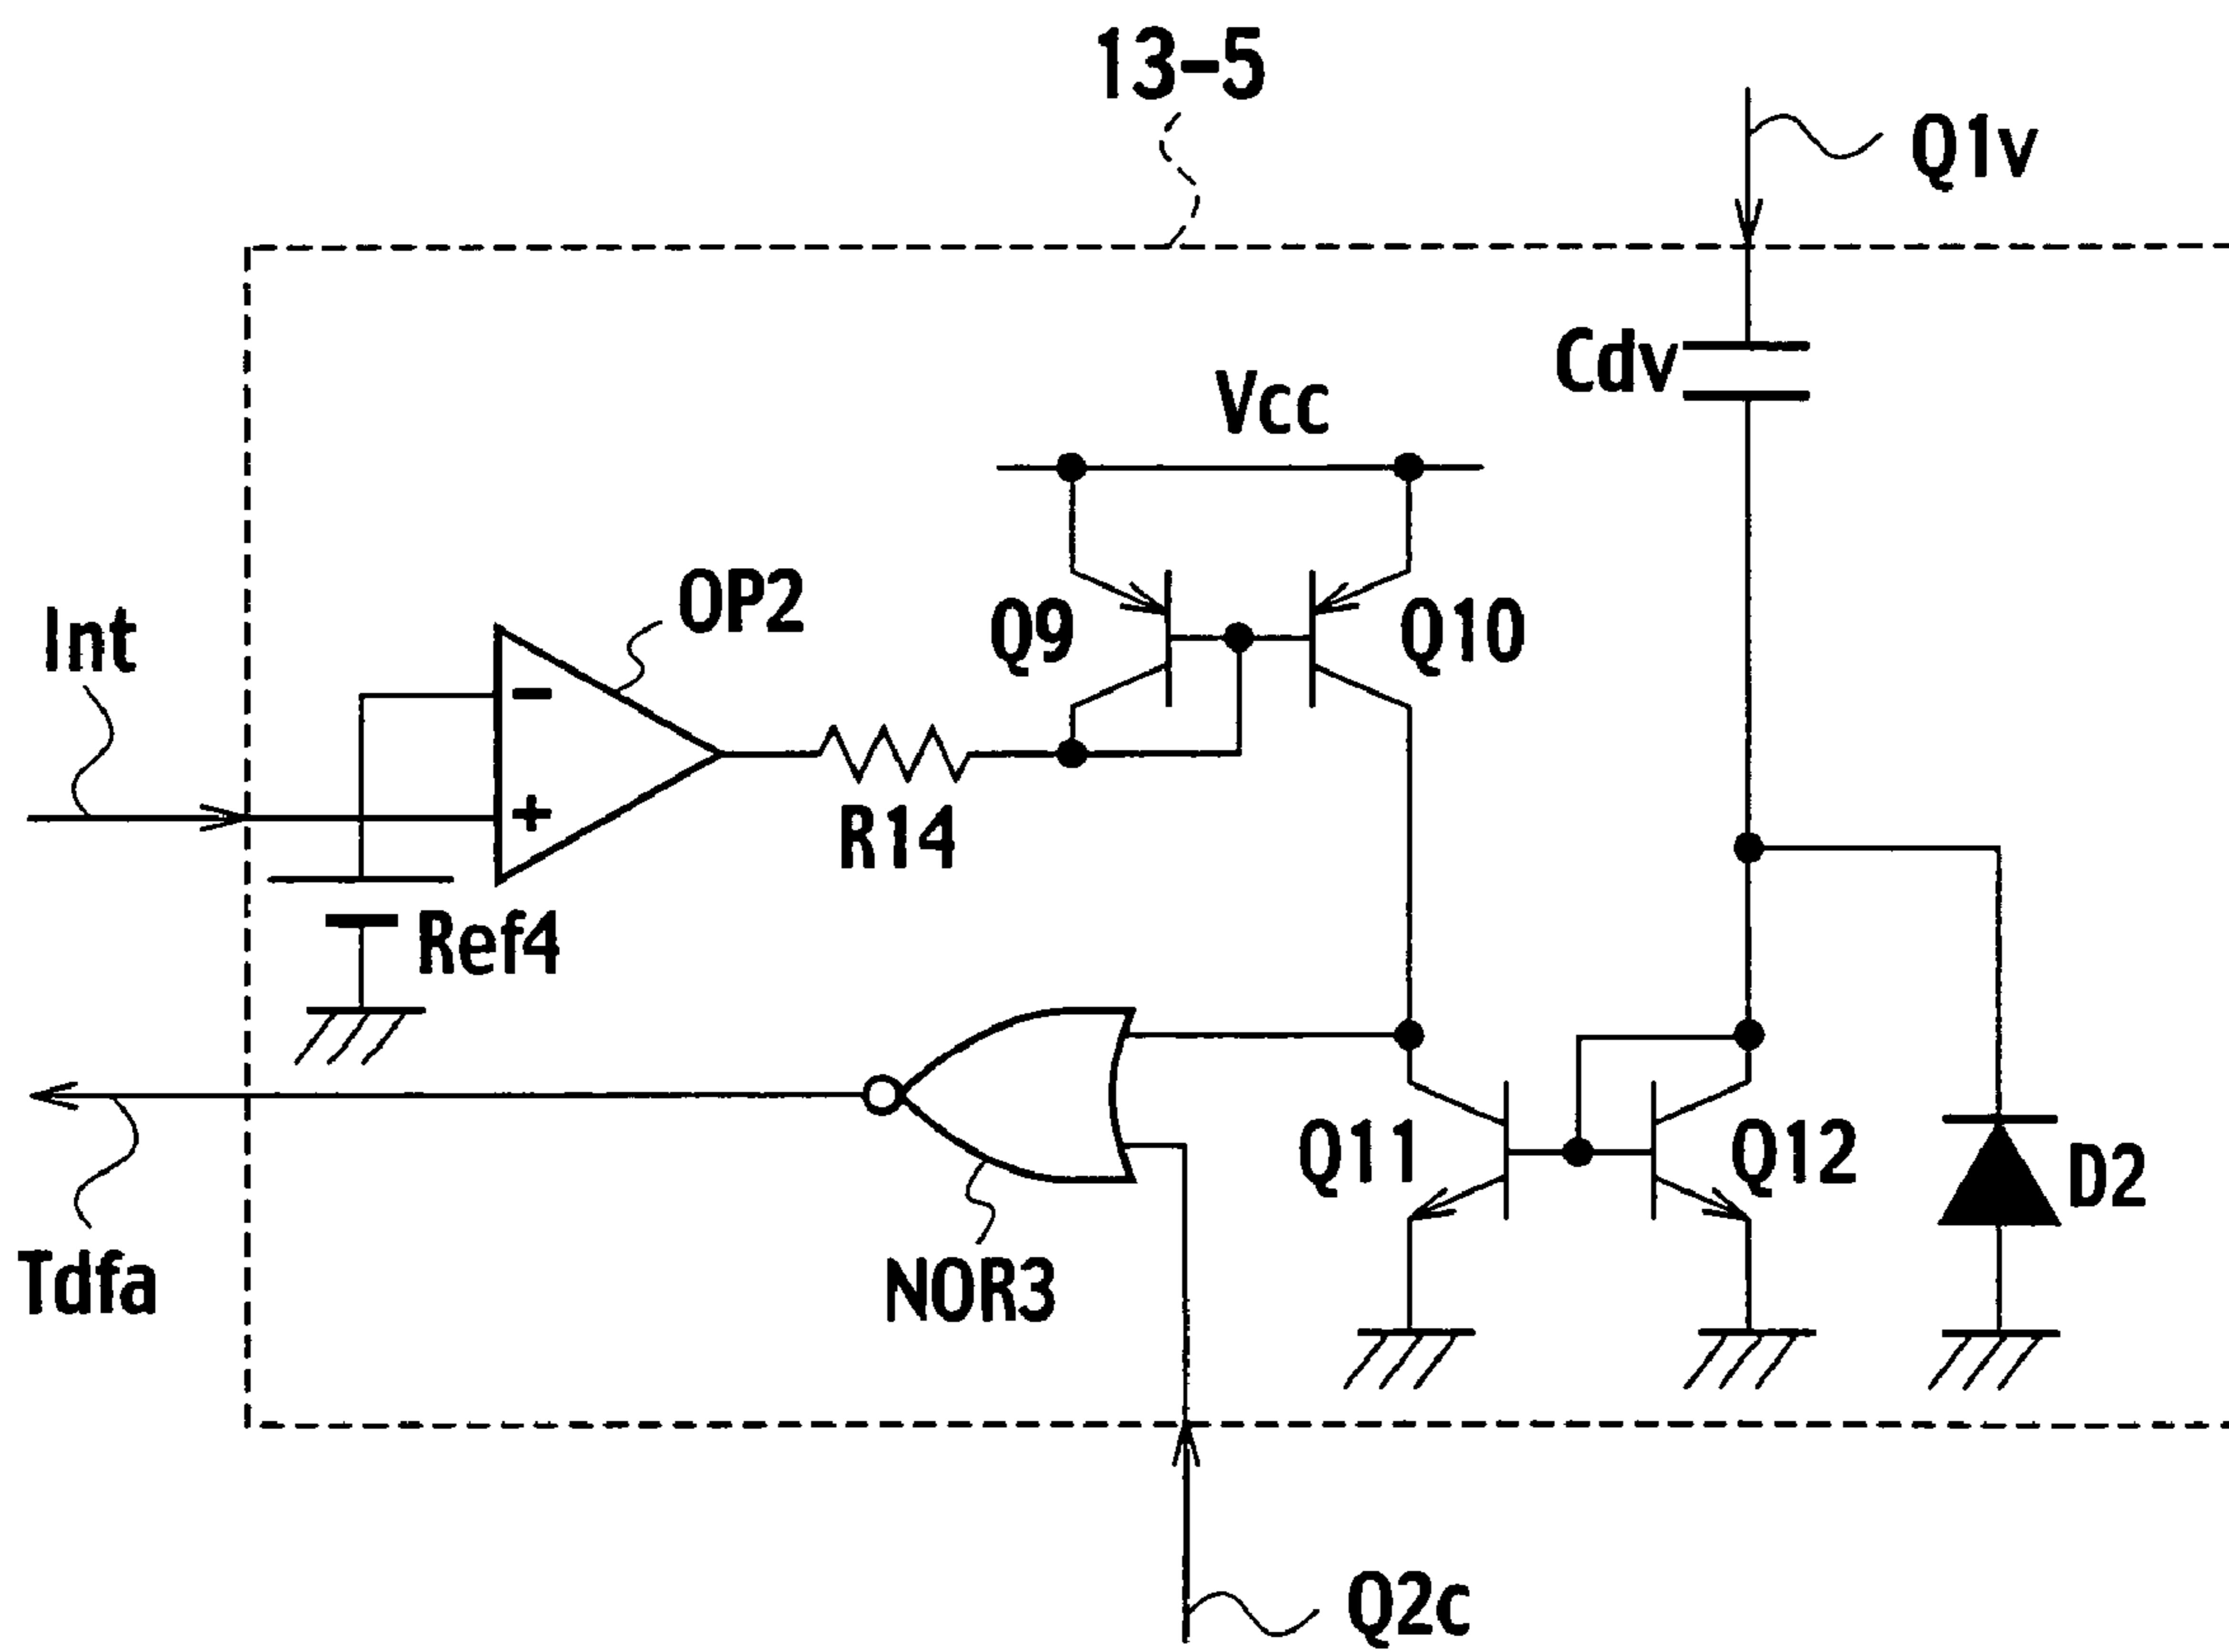 13-5
Q1v
Cdv
Vcc
OP2
Int
Q9
Q10
-
+
R14
Ref4
Q11
Q12
D2
NOR3
Tdfa
Q2c